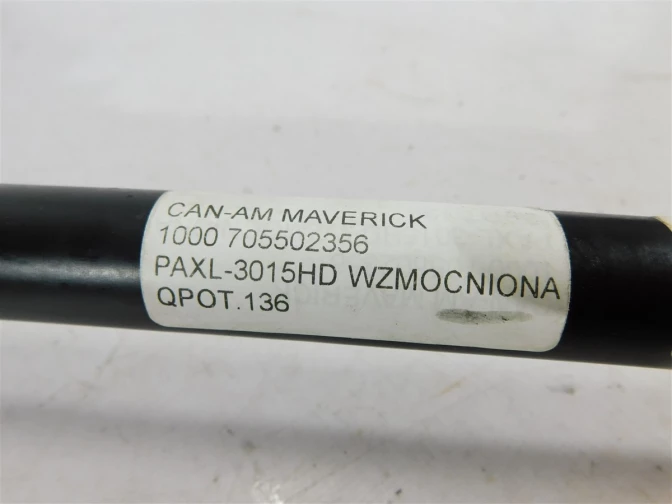 CAN-AM MAVERICK
1000 705502356
PAXL-3015HD WZMOCNIONA
QPOT.136